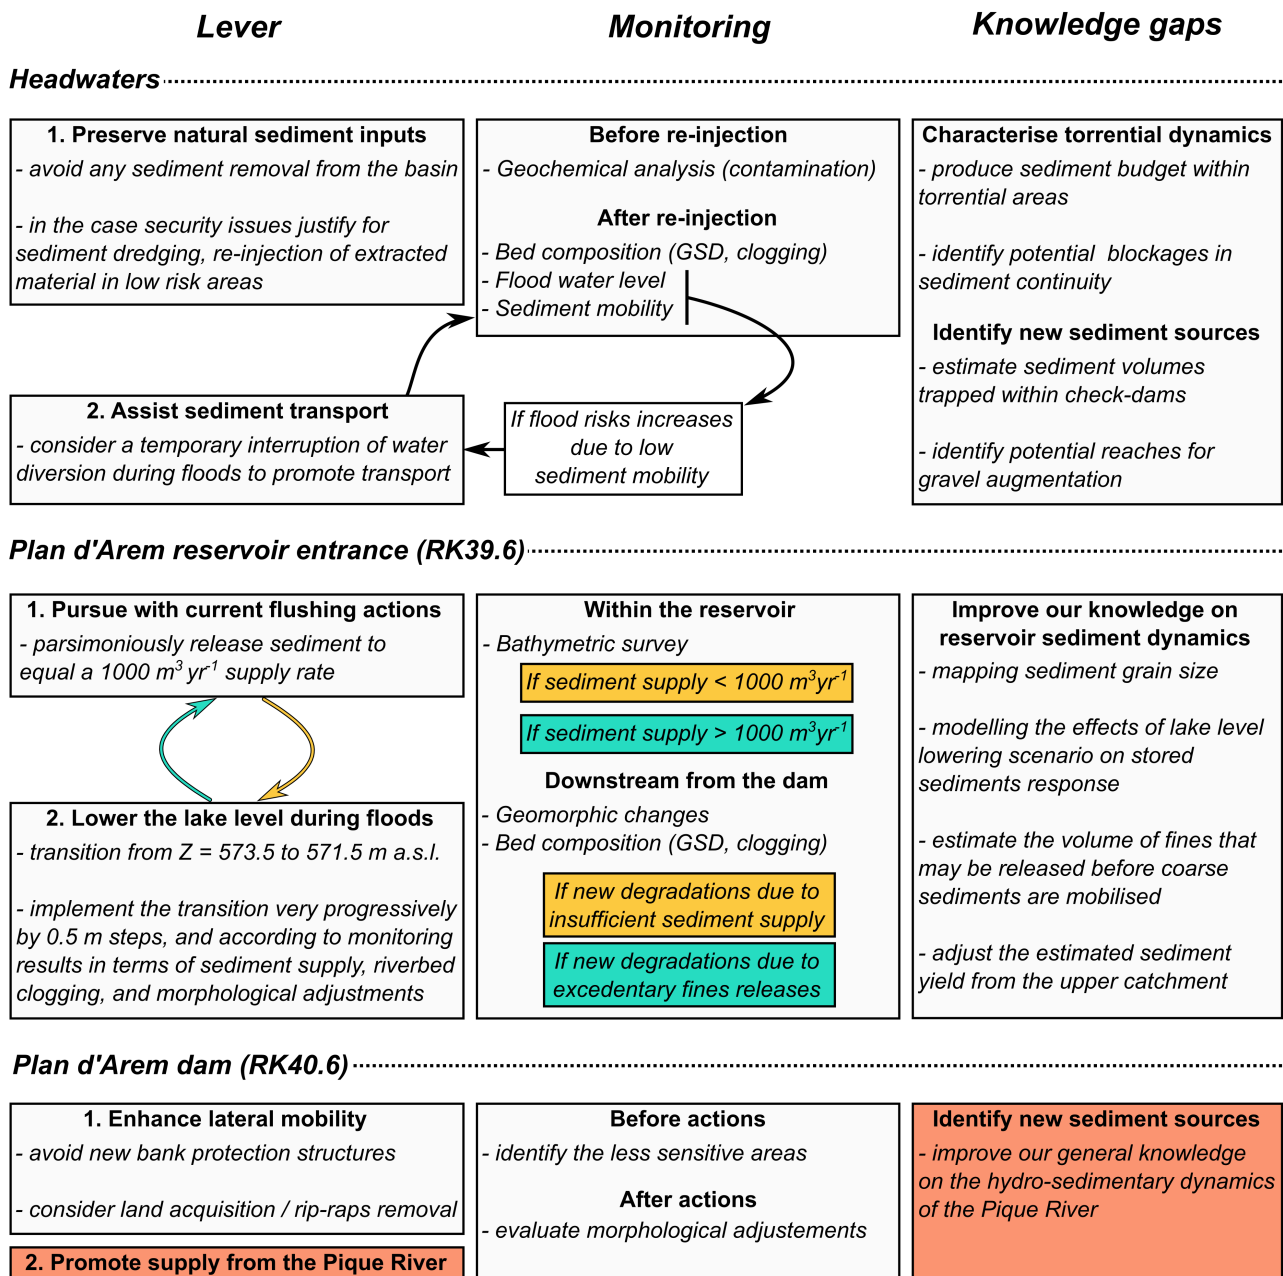 Lever
Monitoring
Knowledge gaps
Headwaters
1. Preserve natural sediment inputs
- avoid any sediment removal from the basin
- in the case security issues justify for
sediment dredging, re-injection of extracted
material in low risk areas
Before re-injection
- Geochemical analysis (contamination)
After re-injection
- Bed composition (GSD, clogging)
- Flood water level
- Sediment mobility
Characterise torrential dynamics
- produce sediment budget within
torrential areas
- identify potential blockages in
sediment continuity
Identify new sediment sources
- estimate sediment volumes
trapped within check-dams
- identify potential reaches for
gravel augmentation
2. Assist sediment transport
- consider a temporary interruption of water
diversion during floods to promote transport
If flood risks increases
due to low
sediment mobility
Plan d'Arem reservoir entrance (RK39.6)
1. Pursue with current flushing actions
- parsimoniously release sediment to
equal a 1000 m³ yr⁻¹ supply rate
2. Lower the lake level during floods
- transition from Z = 573.5 to 571.5 m a.s.l.
- implement the transition very progressively
by 0.5 m steps, and according to monitoring
results in terms of sediment supply, riverbed
clogging, and morphological adjustments
Within the reservoir
- Bathymetric survey
If sediment supply < 1000 m³yr⁻¹
If sediment supply > 1000 m³yr⁻¹
Downstream from the dam
- Geomorphic changes
- Bed composition (GSD, clogging)
If new degradations due to
insufficient sediment supply
If new degradations due to
excedentary fines releases
Improve our knowledge on
reservoir sediment dynamics
- mapping sediment grain size
- modelling the effects of lake level
lowering scenario on stored
sediments response
- estimate the volume of fines that
may be released before coarse
sediments are mobilised
- adjust the estimated sediment
yield from the upper catchment
Plan d'Arem dam (RK40.6)
1. Enhance lateral mobility
- avoid new bank protection structures
- consider land acquisition / rip-raps removal
2. Promote supply from the Pique River
Before actions
- identify the less sensitive areas
After actions
- evaluate morphological adjustements
Identify new sediment sources
- improve our general knowledge
on the hydro-sedimentary dynamics
of the Pique River